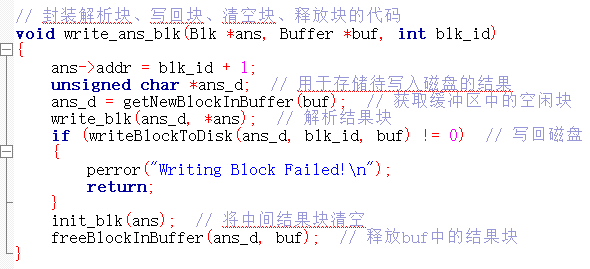 // 封装解析块、写回块、清空块、释放块的代码
void write_ans_blk(Blk *ans, Buffer *buf, int blk_id)
{
    ans->addr = blk_id + 1;
    unsigned char *ans_d;  // 用于存储待写入磁盘的结果
    ans_d = getNewBlockInBuffer(buf);  // 获取缓冲区中的空闲块
    write_blk(ans_d, *ans);  // 解析结果块
    if (writeBlockToDisk(ans_d, blk_id, buf) != 0)  // 写回磁盘
    {
        perror("Writing Block Failed!\n");
        return;
    }
    init_blk(ans);  // 将中间结果块清空
    freeBlockInBuffer(ans_d, buf);  // 释放buf中的结果块
}